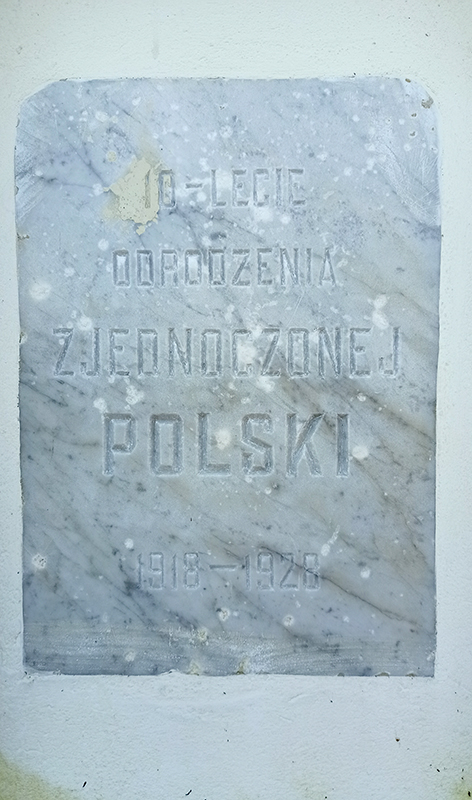 10-LECIE
ODRODZENIA
ZJEDNOCZONEJ
POLSKI
1918-1928